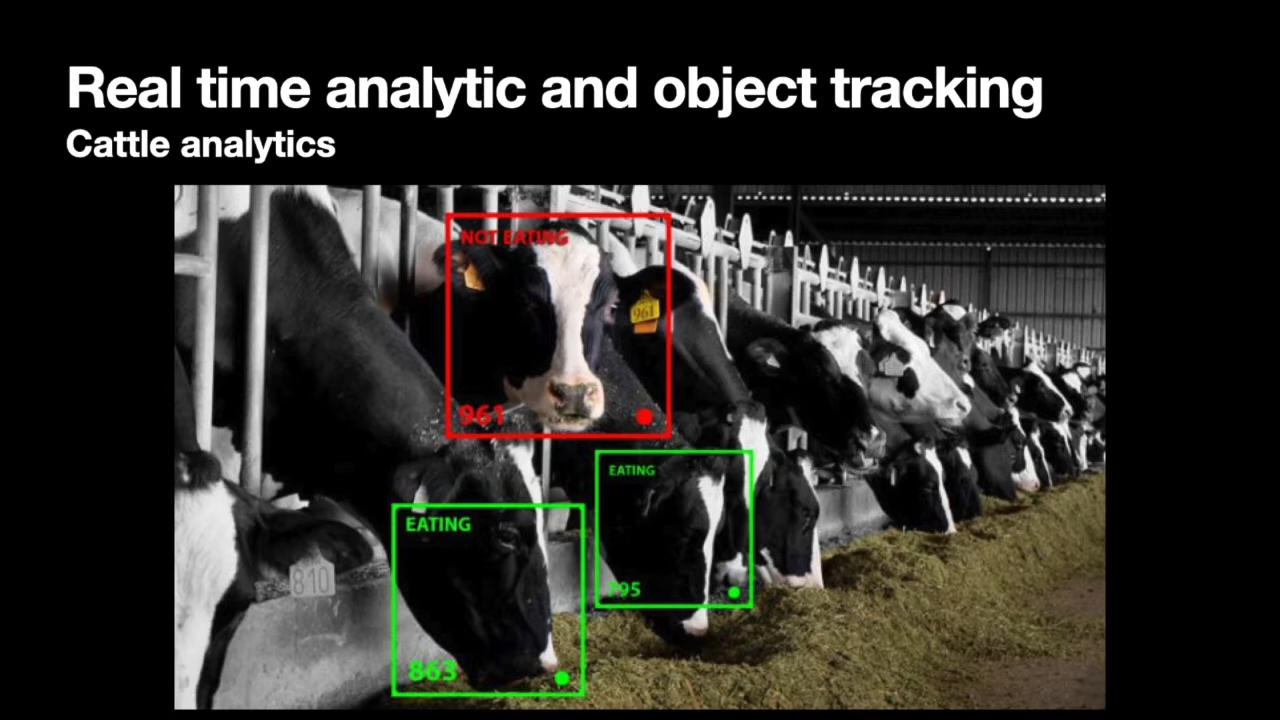 Real time analytic and object tracking
Cattle analytics
NOT EATING
961
961
EATING
795
EATING
863
810